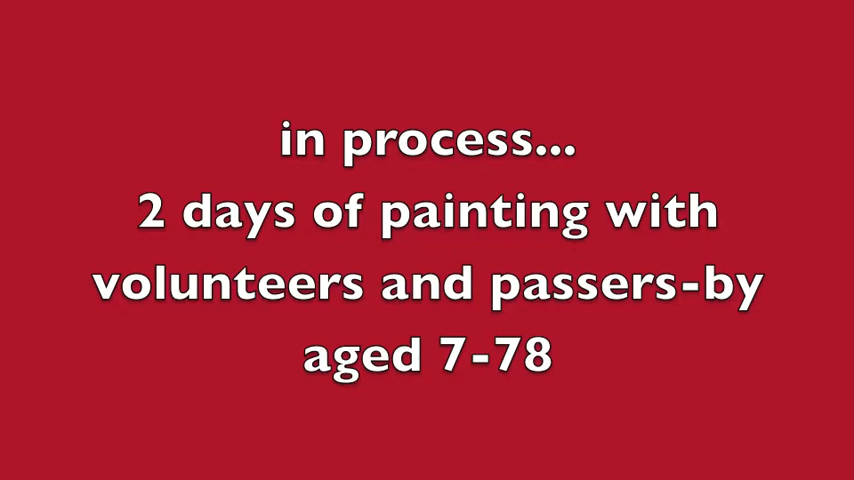 in process...
2 days of painting with
volunteers and passers-by
aged 7-78